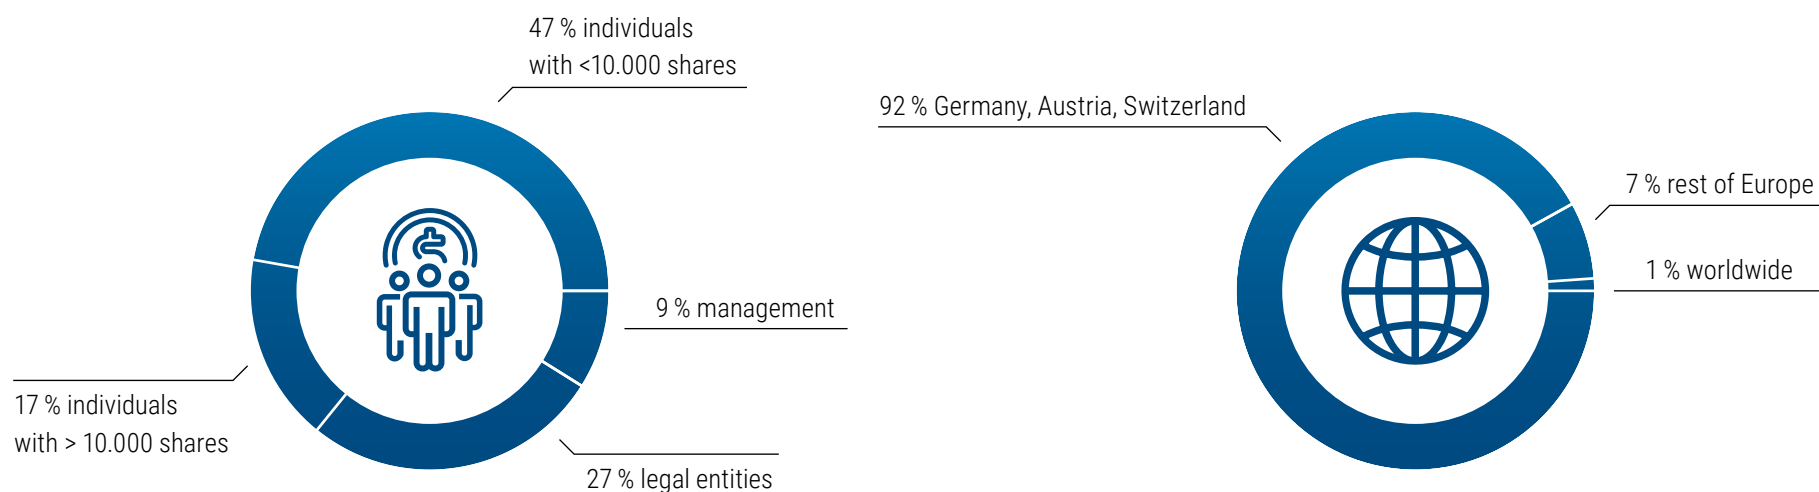 47 % individuals
with <10.000 shares
9 % management
27 % legal entities
17 % individuals
with > 10.000 shares
92 % Germany, Austria, Switzerland
7 % rest of Europe
1 % worldwide